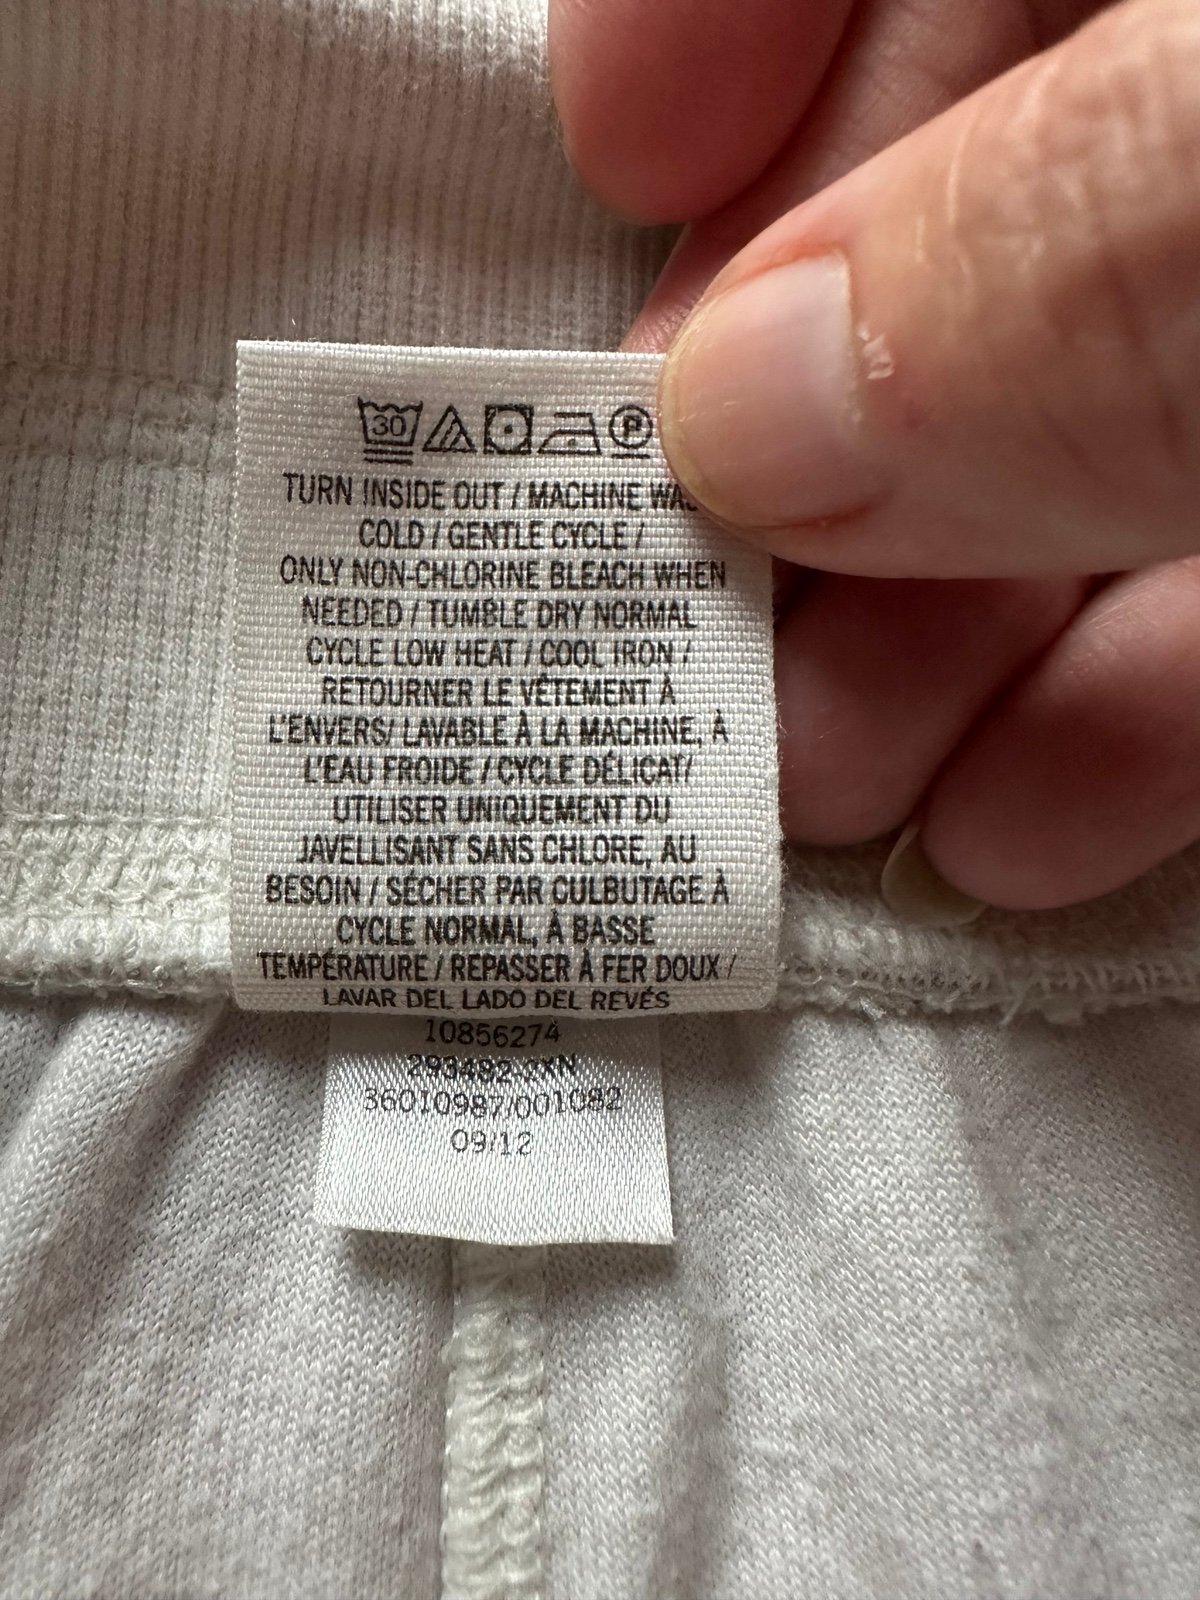 30 P
TURN INSIDE OUT / MACHINE
COLD / GENTLE CYCLE /
ONLY NON-CHLORINE BLEACH WHEN
NEEDED / TUMBLE DRY NORMAL
CYCLE LOW HEAT / COOL IRON /
RETOURNER LE VÊTEMENT À
L'ENVERS/ LAVABLE À LA MACHINE, À
L'EAU FROIDE / CYCLE DÉLICAT/
UTILISER UNIQUEMENT DU
JAVELLISANT SANS CHLORE, AU
BESOIN / SÉCHER PAR CULBUTAGE À
CYCLE NORMAL, À BASSE
TEMPÉRATURE / REPASSER À FER DOUX /
LAVAR DEL LADO DEL REVÉS
10856274
293482-2XN
36010987/001082
09/12